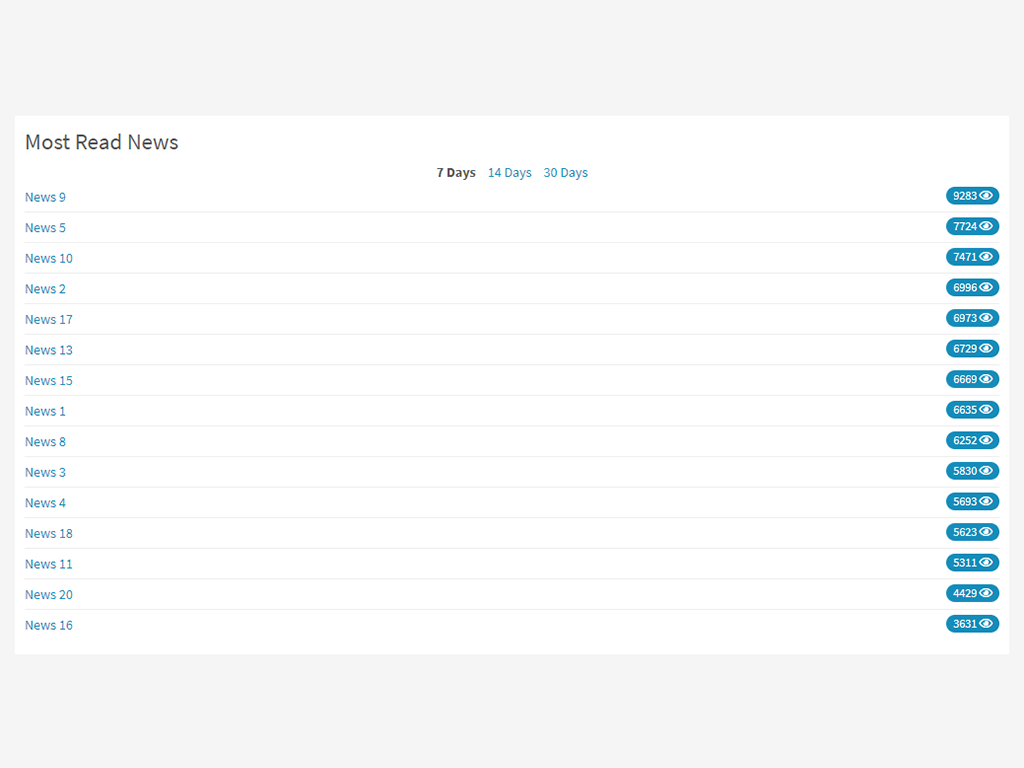 Most Read News
7 Days 14 Days 30 Days
News 9 9283
News 5 7724
News 10 7471
News 2 6996
News 17 6973
News 13 6729
News 15 6669
News 1 6635
News 8 6252
News 3 5830
News 4 5693
News 18 5623
News 11 5311
News 20 4429
News 16 3631